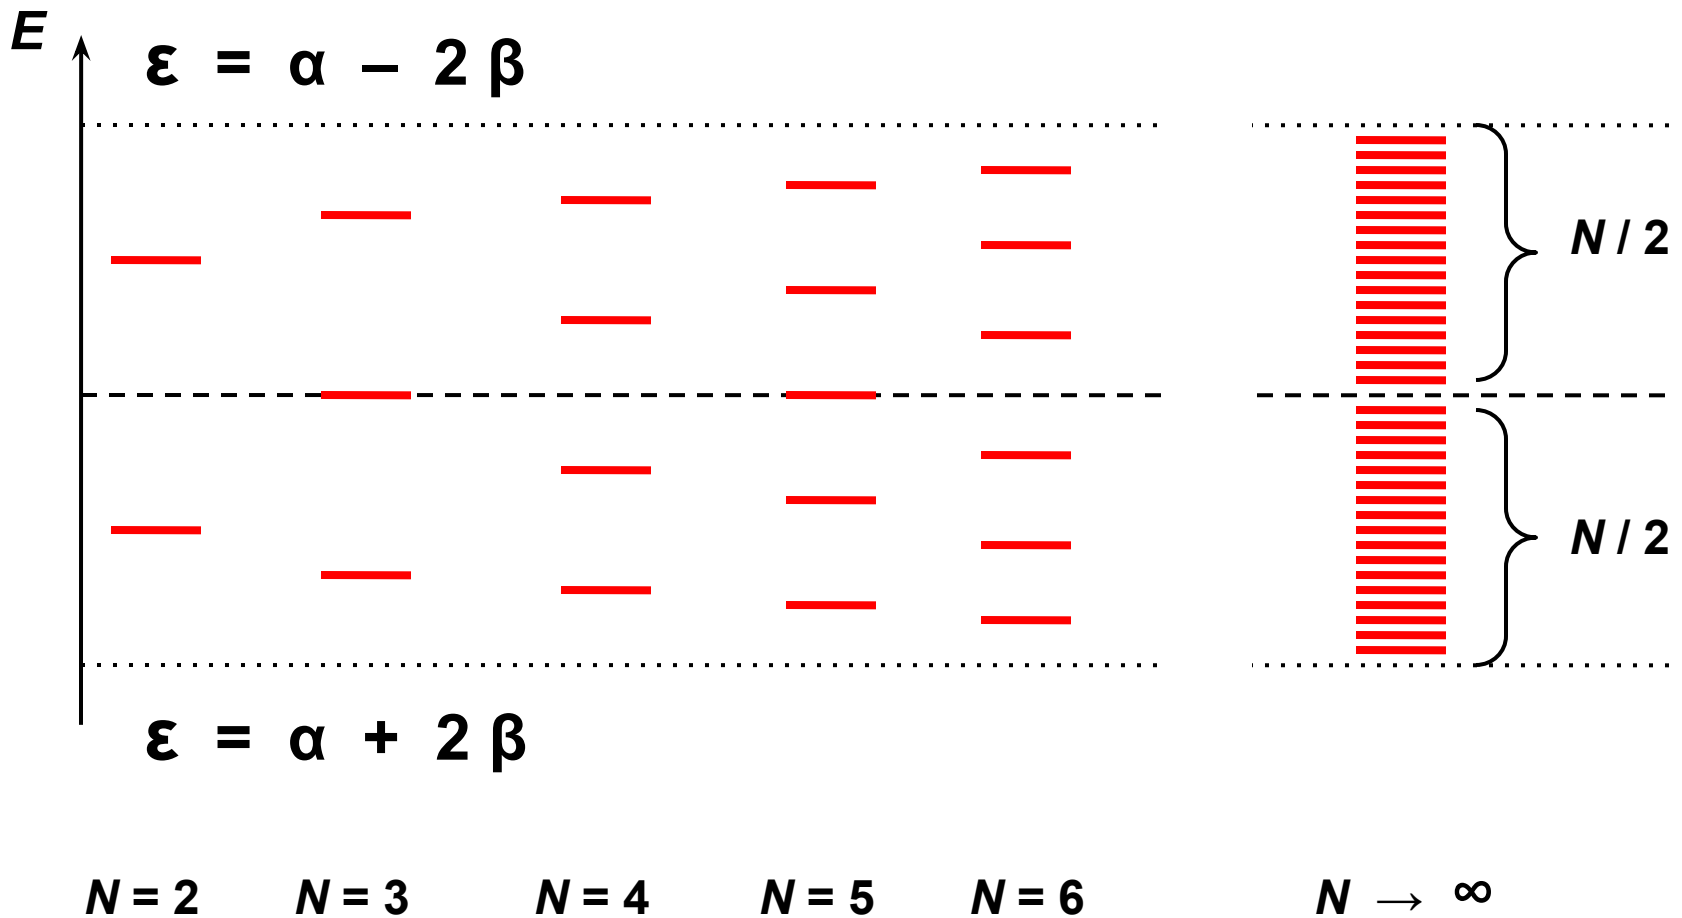 E
ε = α – 2 β
N / 2
N / 2
ε = α + 2 β
N = 2
N = 3
N = 4
N = 5
N = 6
N → ∞